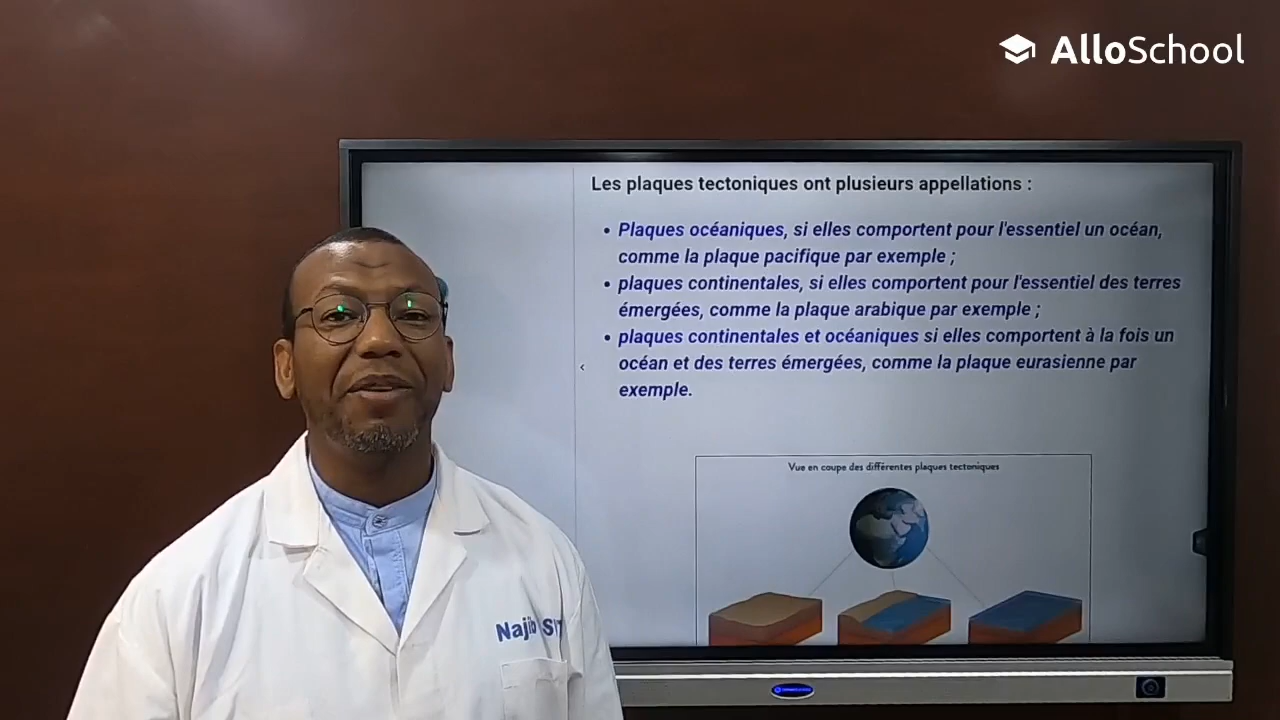 AlloSchool
Les plaques tectoniques ont plusieurs appellations :
• Plaques océaniques, si elles comportent pour l'essentiel un océan,
comme la plaque pacifique par exemple ;
• plaques continentales, si elles comportent pour l'essentiel des terres
émergées, comme la plaque arabique par exemple ;
• plaques continentales et océaniques si elles comportent à la fois un
océan et des terres émergées, comme la plaque eurasienne par
exemple.
Vue en coupe des différentes plaques tectoniques
Najib